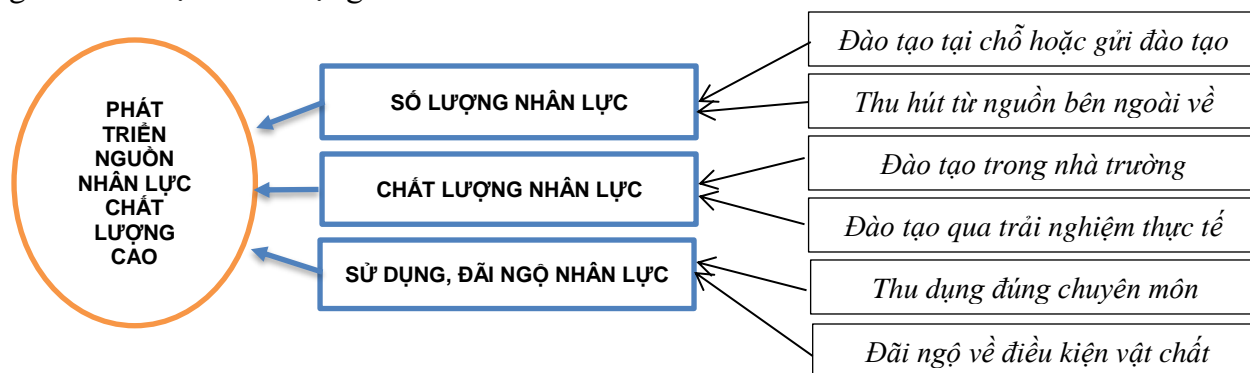 PHÁT
TRIỂN
NGUỒN
NHÂN LỰC
CHẤT
LƯỢNG
CAO
SỐ LƯỢNG NHÂN LỰC
CHẤT LƯỢNG NHÂN LỰC
SỬ DỤNG, ĐÃI NGỘ NHÂN LỰC
Đào tạo tại chỗ hoặc gửi đào tạo
Thu hút từ nguồn bên ngoài về
Đào tạo trong nhà trường
Đào tạo qua trải nghiệm thực tế
Thu dụng đúng chuyên môn
Đãi ngộ về điều kiện vật chất